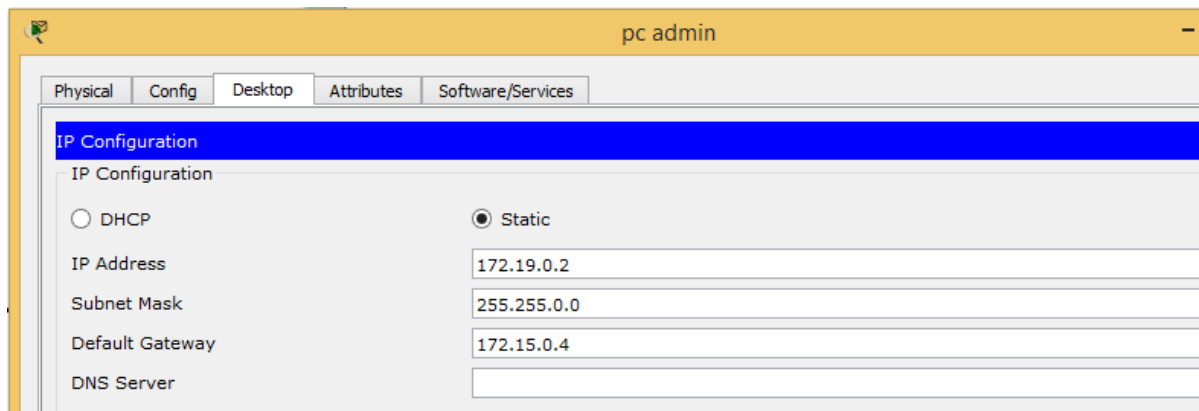 pc admin
Physical Config Desktop Attributes Software/Services
IP Configuration
IP Configuration
DHCP Static
IP Address 172.19.0.2
Subnet Mask 255.255.0.0
Default Gateway 172.15.0.4
DNS Server